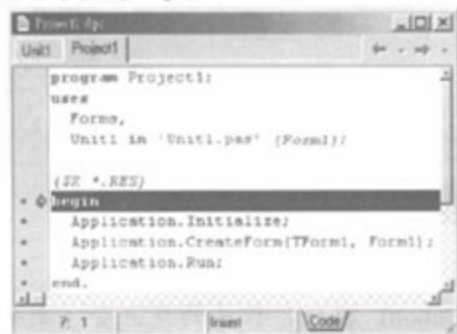 Project1.dpr
Unit1 Project1
program Project1;
uses
Forms,
Unit1 in 'Unit1.pas' {Form1};
{$R *.RES}
begin
Application.Initialize;
Application.CreateForm(TForm1, Form1);
Application.Run;
end.
7: 1 Insert Code